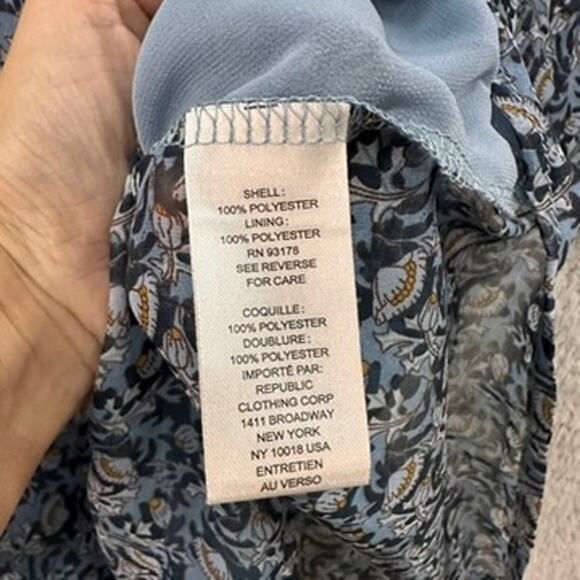 SHELL:
100% POLYESTER
LINING:
100% POLYESTER
RN 93178
SEE REVERSE
FOR CARE
COQUILLE:
100% POLYESTER
DOUBLURE:
100% POLYESTER
IMPORTÉ PAR:
REPUBLIC
CLOTHING CORP
1411 BROADWAY
NEW YORK
NY 10018 USA
ENTRETIEN
AU VERSO